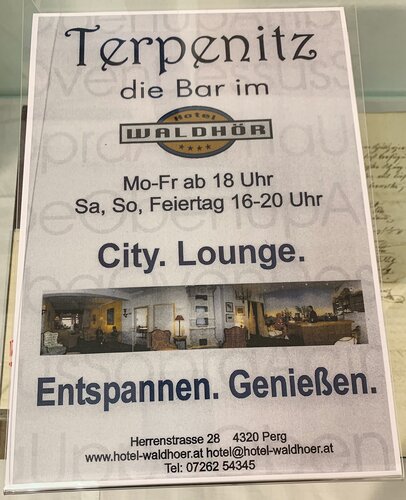 Terpenitz
die Bar im
Hotel
WALDHÖR
****
Mo-Fr ab 18 Uhr
Sa, So, Feiertag 16-20 Uhr
City. Lounge.
Entspannen. Genießen.
Herrenstrasse 28 4320 Perg
www.hotel-waldhoer.at hotel@hotel-waldhoer.at
Tel: 07262 54345